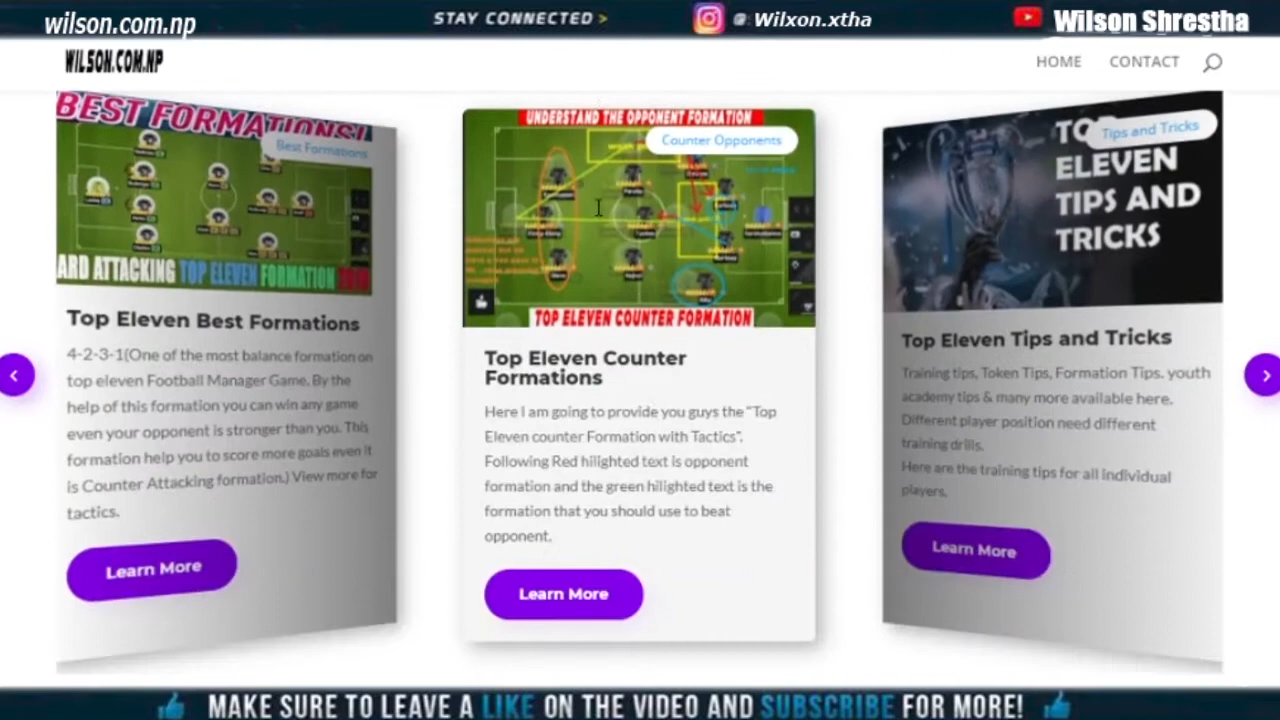 wilson.com.np
STAY CONNECTED >
@ Wilxon.xtha
Wilson Shrestha
WILSON.COM.NP
HOME
CONTACT
BEST FORMATIONS!
Best Formations
ARD ATTACKING TOP ELEVEN FORMATION
Top Eleven Best Formations
4-2-3-1(One of the most balance formation on
top eleven Football Manager Game. By the
help of this formation you can win any game
even your opponent is stronger than you. This
formation help you to score more goals even it
is Counter Attacking formation.) View more for
tactics.
Learn More
UNDERSTAND THE OPPONENT FORMATION
Counter Opponents
TOP ELEVEN COUNTER FORMATION
Top Eleven Counter
Formations
Here I am going to provide you guys the "Top
Eleven counter Formation with Tactics".
Following Red hilighted text is opponent
formation and the green hilighted text is the
formation that you should use to beat
opponent.
Learn More
Tips and Tricks
ELEVEN
TIPS AND
TRICKS
Top Eleven Tips and Tricks
Training tips, Token Tips, Formation Tips. youth
academy tips & many more available here.
Different player position need different
training drills.
Here are the training tips for all individual
players.
Learn More
MAKE SURE TO LEAVE A LIKE ON THE VIDEO AND SUBSCRIBE FOR MORE!